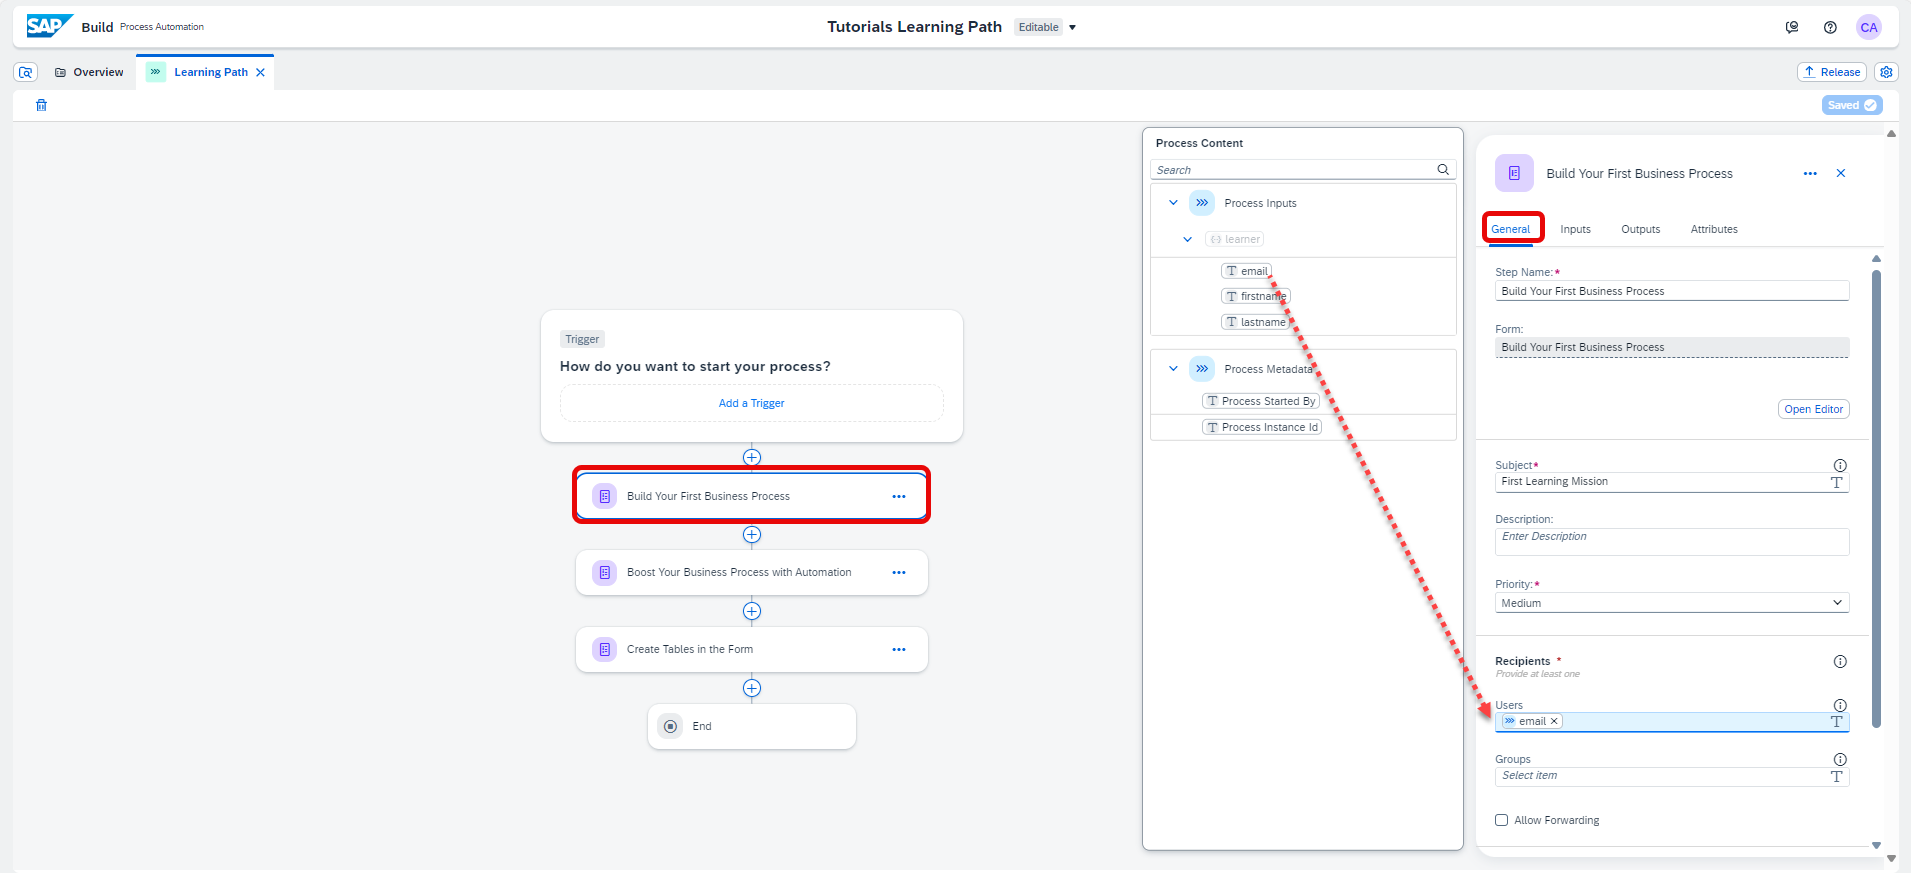 SAP Build Process Automation
Tutorials Learning Path Editable
CA
Overview
Learning Path
Release
Saved
Trigger
How do you want to start your process?
Add a Trigger
Build Your First Business Process
Boost Your Business Process with Automation
Create Tables in the Form
End
Process Content
Search
Process Inputs
learner
email
firstname
lastname
Process Metadata
Process Started By
Process Instance Id
Build Your First Business Process
General Inputs Outputs Attributes
Step Name:*
Build Your First Business Process
Form:
Build Your First Business Process
Open Editor
Subject*
First Learning Mission
Description:
Enter Description
Priority:*
Medium
Recipients *
Provide at least one
Users
email
Groups
Select item
Allow Forwarding